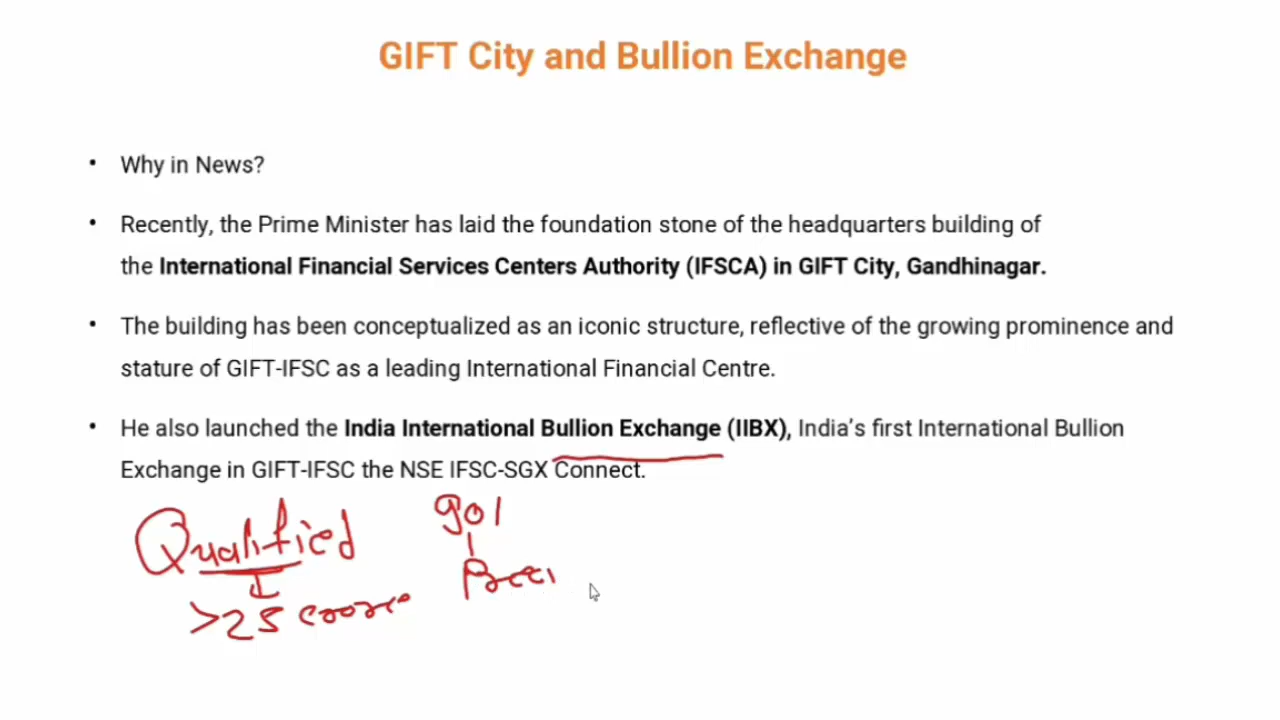 GIFT City and Bullion Exchange
• Why in News?
• Recently, the Prime Minister has laid the foundation stone of the headquarters building of
the International Financial Services Centers Authority (IFSCA) in GIFT City, Gandhinagar.
• The building has been conceptualized as an iconic structure, reflective of the growing prominence and
stature of GIFT-IFSC as a leading International Financial Centre.
• He also launched the India International Bullion Exchange (IIBX), India's first International Bullion
Exchange in GIFT-IFSC the NSE IFSC-SGX Connect.
Qualified
gol
>25 crore